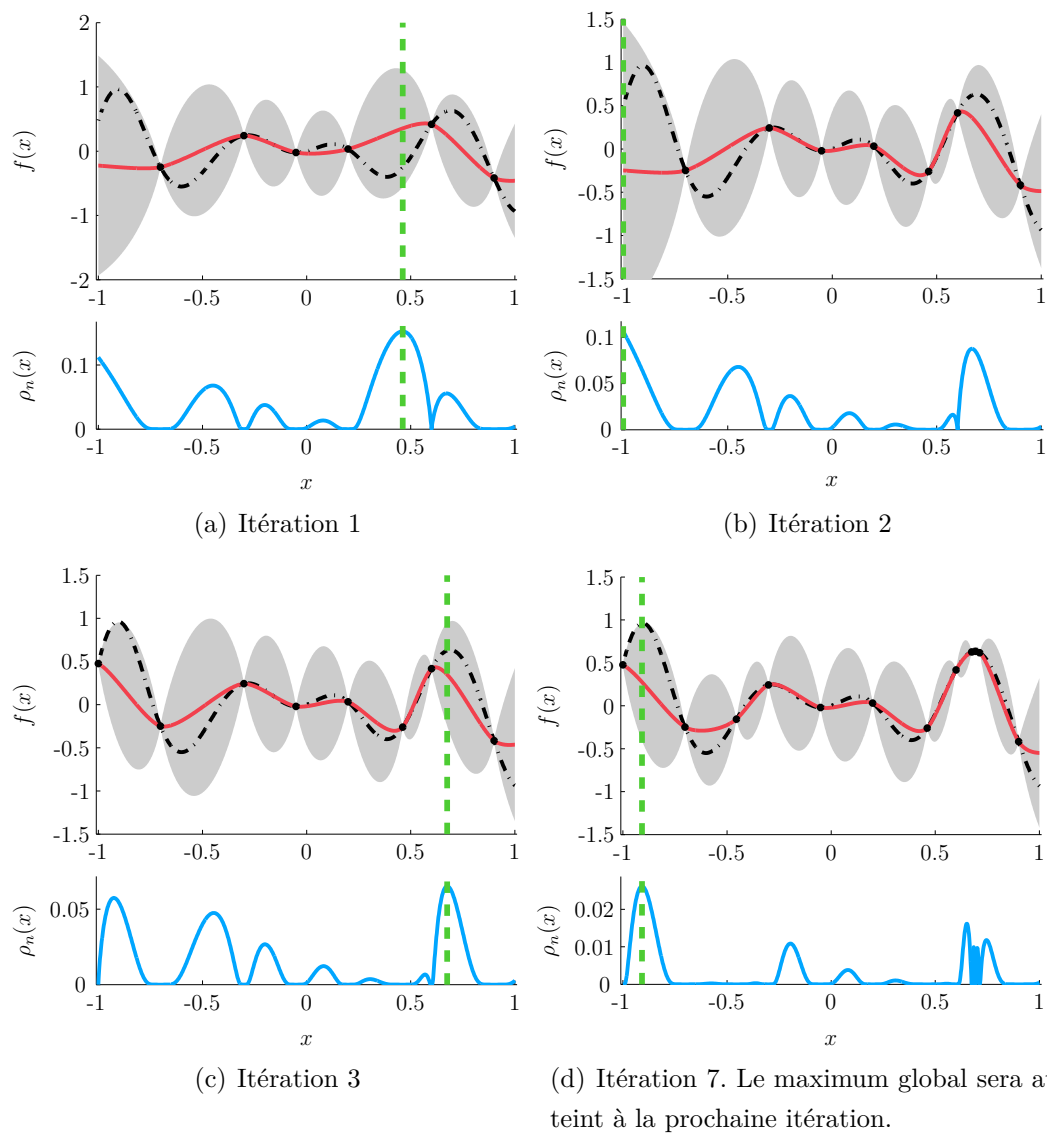 2
1
0
-1
-2
f(x)
-1 -0.5 0 0.5 1
0.1
0
ρn(x)
-1 -0.5 0 0.5 1
x
(a) Itération 1
1.5
1
0.5
0
-0.5
-1
-1.5
f(x)
-1 -0.5 0 0.5 1
0.1
0.05
0
ρn(x)
-1 -0.5 0 0.5 1
x
(b) Itération 2
1.5
1
0.5
0
-0.5
-1
-1.5
f(x)
-1 -0.5 0 0.5 1
0.05
0
ρn(x)
-1 -0.5 0 0.5 1
x
(c) Itération 3
1.5
1
0.5
0
-0.5
-1
-1.5
f(x)
-1 -0.5 0 0.5 1
0.02
0.01
0
ρn(x)
-1 -0.5 0 0.5 1
x
(d) Itération 7. Le maximum global sera
teint à la prochaine itération.